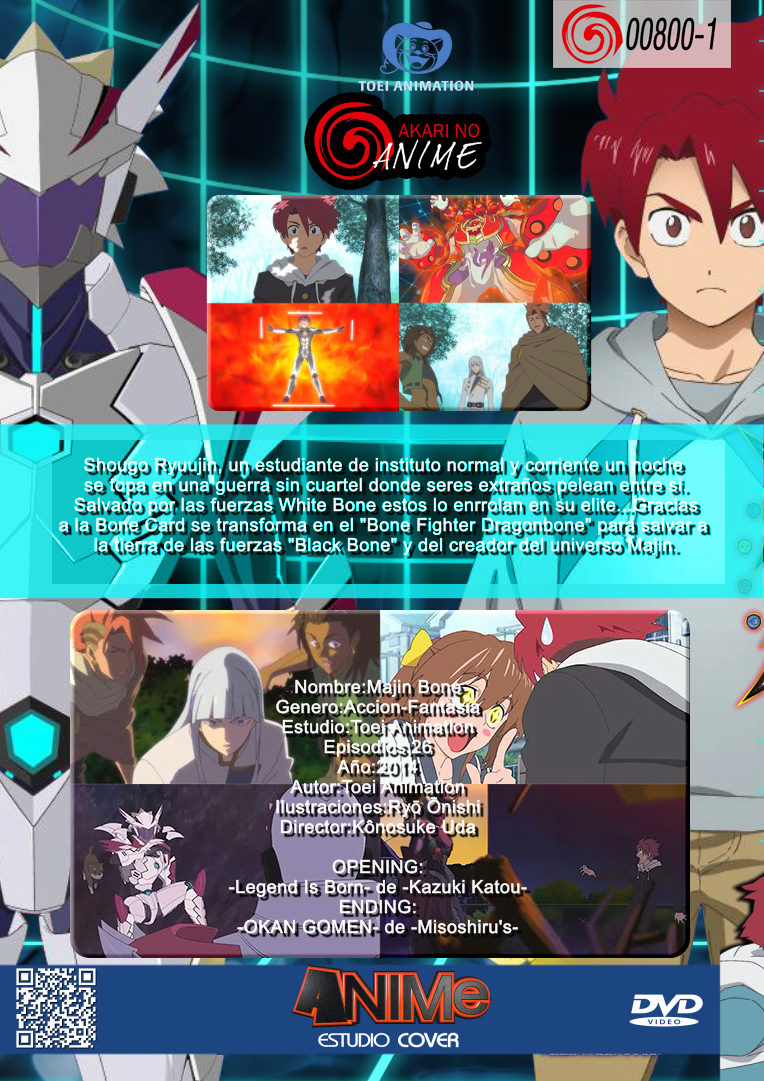 00800-1
TOEI ANIMATION
AKARI NO
ANIME
Shougo Ryuujin, un estudiante de instituto normal y corriente un noche
se topa en una guerra sin cuartel donde seres extraños pelean entre si.
Salvado por las fuerzas White Bone estos lo enrrolan en su elite...Gracias
a la Bone Card se transforma en el "Bone Fighter Dragonbone" para salvar a
la tierra de las fuerzas "Black Bone" y del creador del universo Majin.
Nombre:Majin Bone
Genero:Accion-Fantasia
Estudio:Toei Animation
Episodios:26
Año:2014
Autor:Toei Animation
Ilustraciones:Ryō Ōnishi
Director:Kônosuke Uda
OPENING:
-Legend is Born- de -Kazuki Katou-
ENDING:
-OKAN GOMEN- de -Misoshiru's-
ANIMe
ESTUDIO COVER
DVD
VIDEO